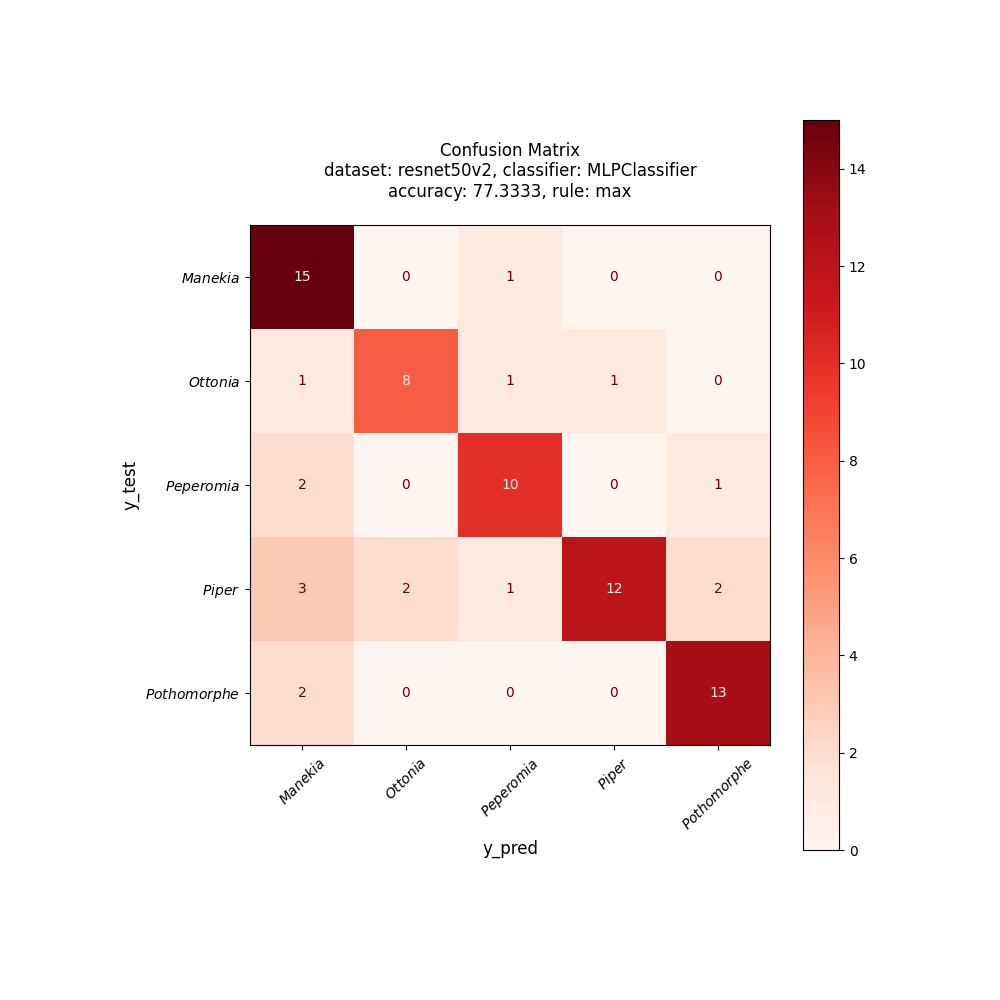 Confusion Matrix
dataset: resnet50v2, classifier: MLPClassifier
accuracy: 77.3333, rule: max
Manekia 15 0 1 0 0
Ottonia 1 8 1 1 0
Peperomia 2 0 10 0 1
Piper 3 2 1 12 2
Pothomorphe 2 0 0 0 13
y_test
Manekia Ottonia Peperomia Piper Pothomorphe
y_pred
14
12
10
8
6
4
2
0